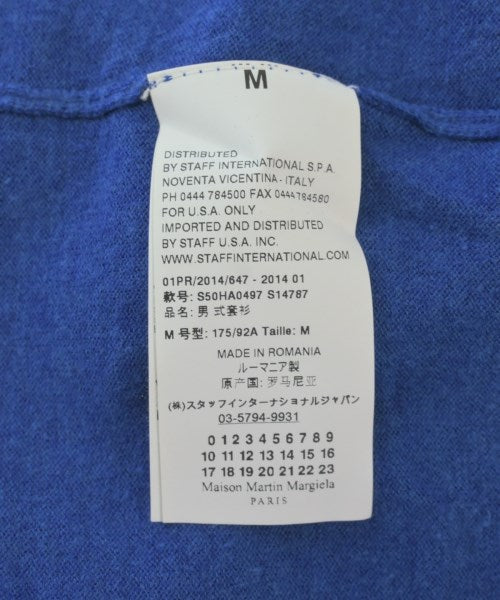 M
DISTRIBUTED
BY STAFF INTERNATIONAL S.P.A.
NOVENTA VICENTINA - ITALY
PH 0444 784500 FAX 0444 784580
FOR U.S.A. ONLY
IMPORTED AND DISTRIBUTED
BY STAFF U.S.A. INC.
WWW.STAFFINTERNATIONAL.COM
01PR/2014/647 - 2014 01
款号: S50HA0497 S14787
品名: 男 式套衫
M 号型: 175/92A Taille: M
MADE IN ROMANIA
ルーマニア製
原产国: 罗马尼亚
(株)スタッフインターナショナルジャパン
03-5794-9931
0 1 2 3 4 5 6 7 8 9
10 11 12 13 14 15 16
17 18 19 20 21 22 23
Maison Martin Margiela
PARIS